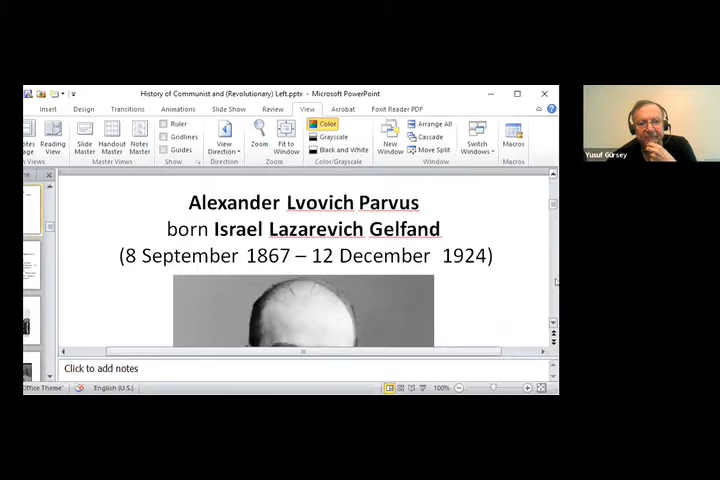 History of Communist and (Revolutionary) Left.pptx - Microsoft PowerPoint
Insert Design Transitions Animations Slide Show Review View Acrobat Foxit Reader PDF
Reading View
Slide Master
Handout Master
Notes Master
Master Views
Ruler
Gridlines
Guides
Show
View Direction
Direction
Zoom
Fit to Window
Zoom
Color
Grayscale
Black and White
Color/Grayscale
New Window
Arrange All
Cascade
Move Split
Window
Switch Windows
Macros
Macros
Yusuf Gürsey
Alexander Lvovich Parvus
born Israel Lazarevich Gelfand
(8 September 1867 – 12 December 1924)
Click to add notes
Office Theme" English (U.S.) 100%